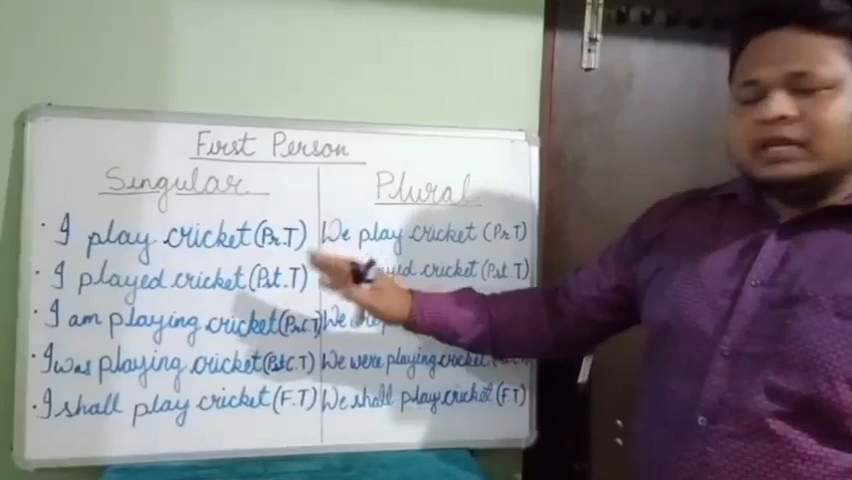 First Person
Singular
Plural
· I play cricket (Pr.T)
We play cricket (Pr.T)
· I played cricket (Pst.T)
cricket (Pst.T)
· I am playing cricket (Pr.C.T)
We
· I was playing cricket (Pst C.T)
We were playing cricket
· I shall play cricket (F.T)
We shall play cricket (F.T)